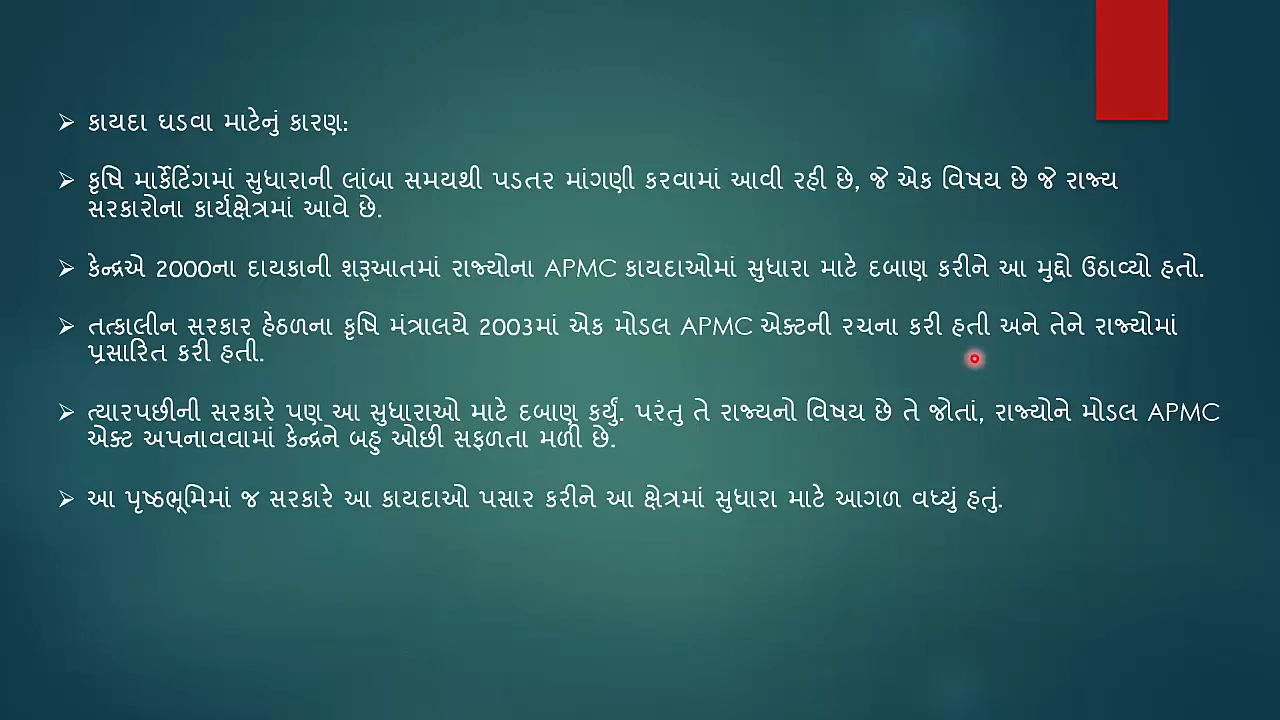 ➢ કાયદા ઘડવા માટેનું કારણ:
➢ કૃષિ માર્કેટિંગમાં સુધારાની લાંબા સમયથી પડતર માંગણી કરવામાં આવી રહી છે, જે એક વિષય છે જે રાજ્ય
સરકારોના કાર્યક્ષેત્રમાં આવે છે.
➢ કેન્દ્રએ 2000ના દાયકાની શરૂઆતમાં રાજ્યોના APMC કાયદાઓમાં સુધારા માટે દબાણ કરીને આ મુદ્દો ઉઠાવ્યો હતો.
➢ તત્કાલીન સરકાર હેઠળના કૃષિ મંત્રાલયે 2003માં એક મોડલ APMC એક્ટની રચના કરી હતી અને તેને રાજ્યોમાં
પ્રસારિત કરી હતી.
➢ ત્યારપછીની સરકારે પણ આ સુધારાઓ માટે દબાણ કર્યું. પરંતુ તે રાજ્યનો વિષય છે તે જોતાં, રાજ્યોને મોડલ APMC
એક્ટ અપનાવવામાં કેન્દ્રને બહુ ઓછી સફળતા મળી છે.
➢ આ પૃષ્ઠભૂમિમાં જ સરકારે આ કાયદાઓ પસાર કરીને આ ક્ષેત્રમાં સુધારા માટે આગળ વધ્યું હતું.